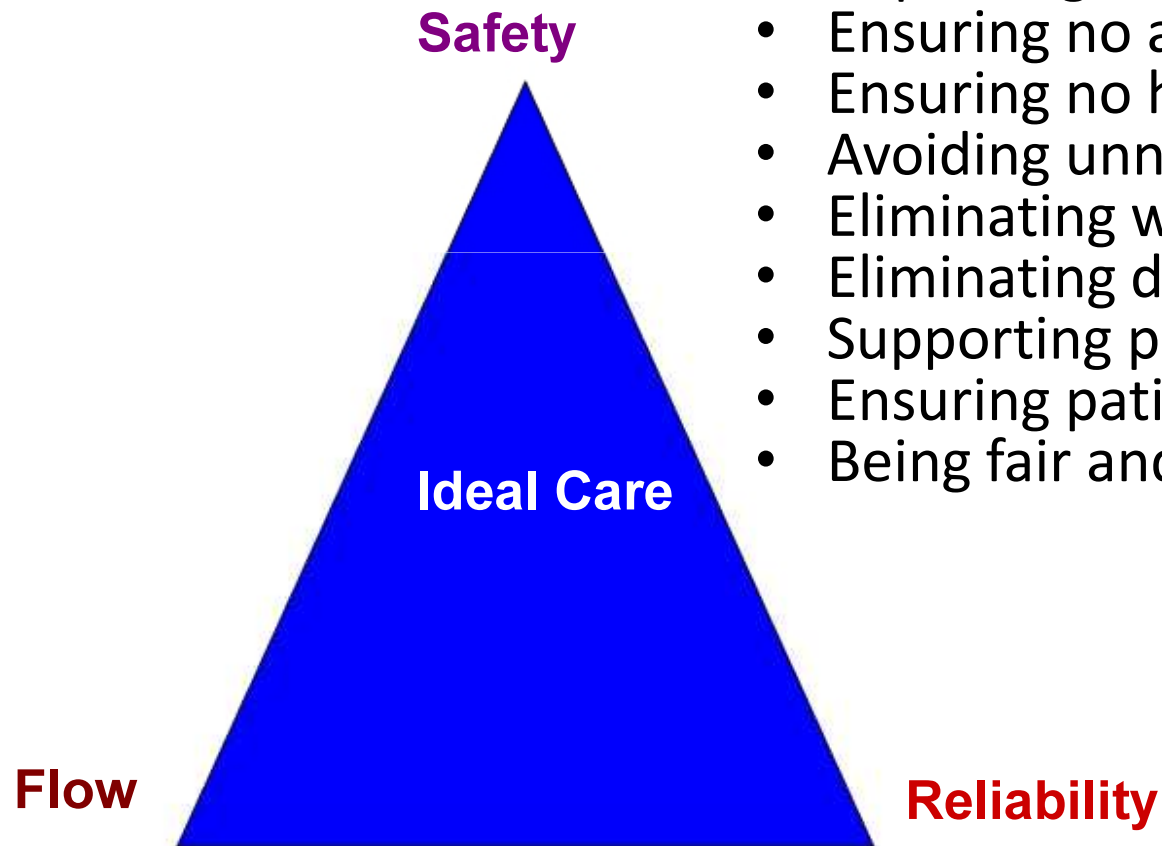 Safety
• Ensuring no
• Ensuring no
• Avoiding
• Eliminating
• Eliminating
• Supporting
• Ensuring
• Being fair
Ideal Care
Flow
Reliability